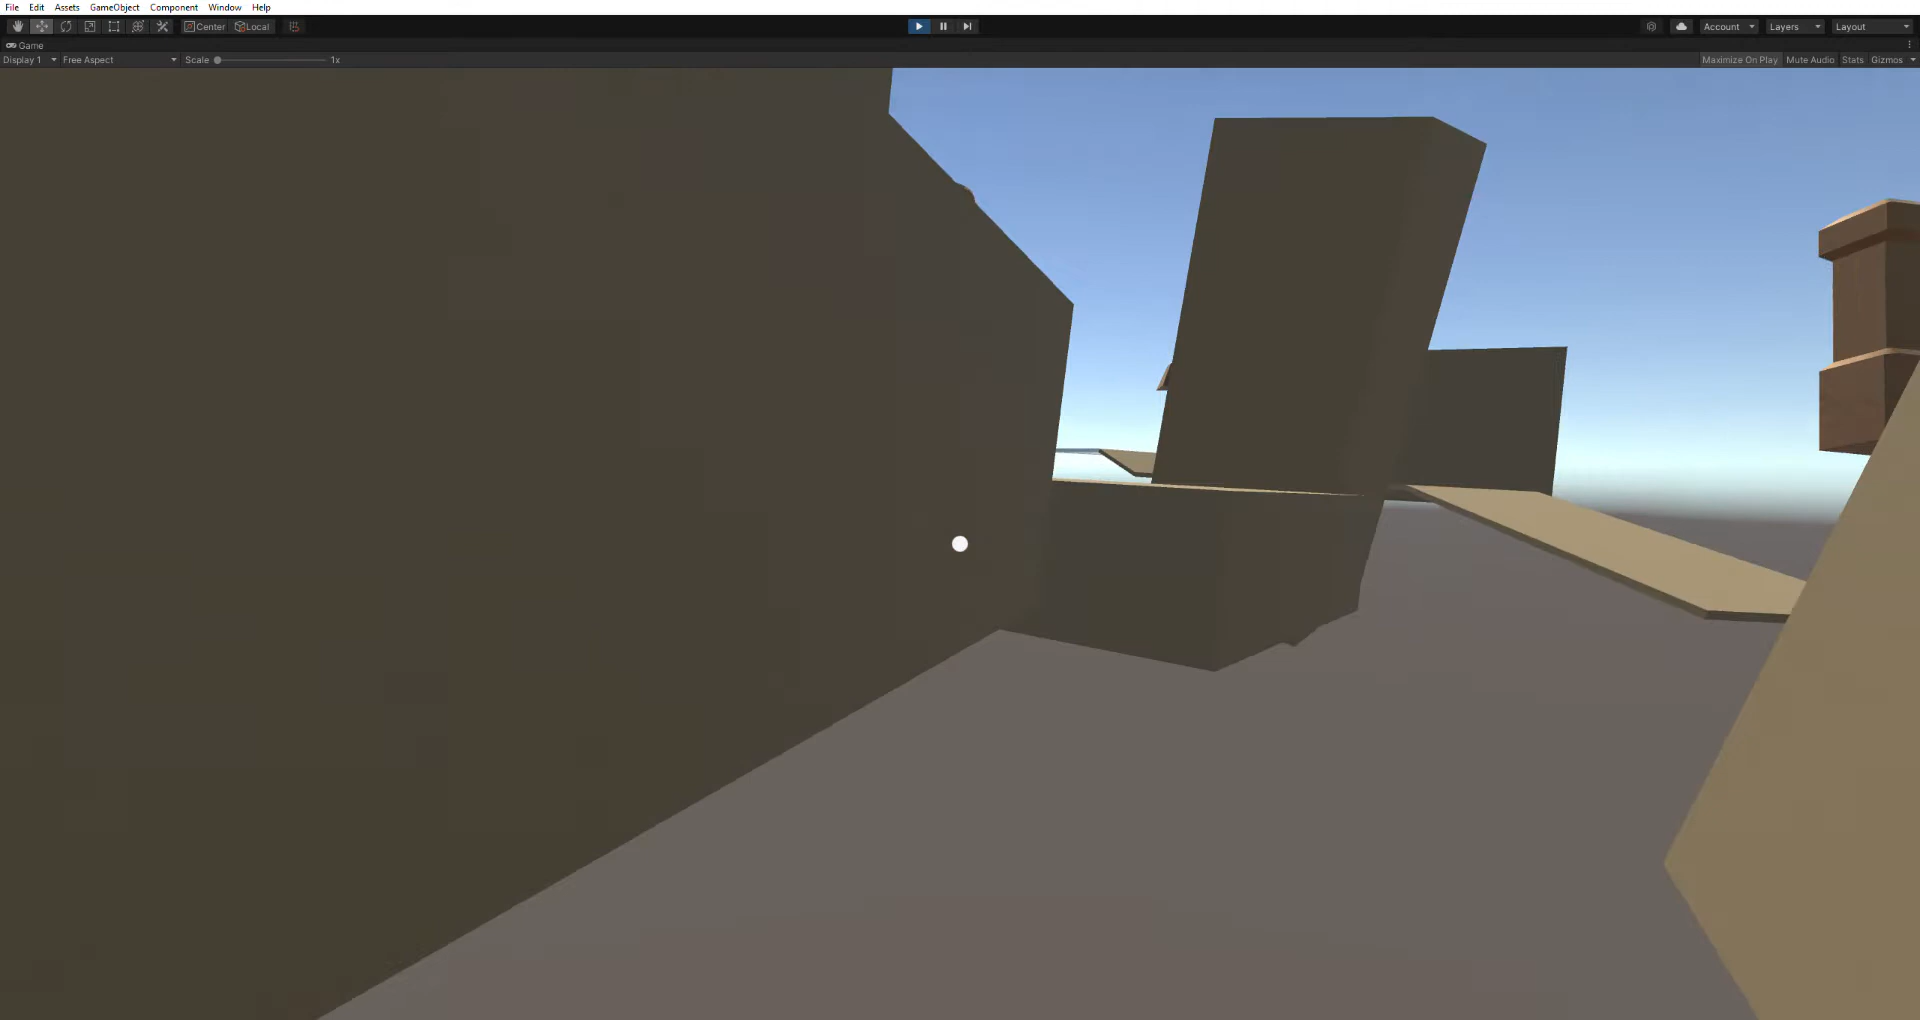 File Edit Assets GameObject Component Window Help
Center Local Account Layers Layout
Game
Display 1 Free Aspect Scale 1x Maximize On Play Mute Audio Stats Gizmos